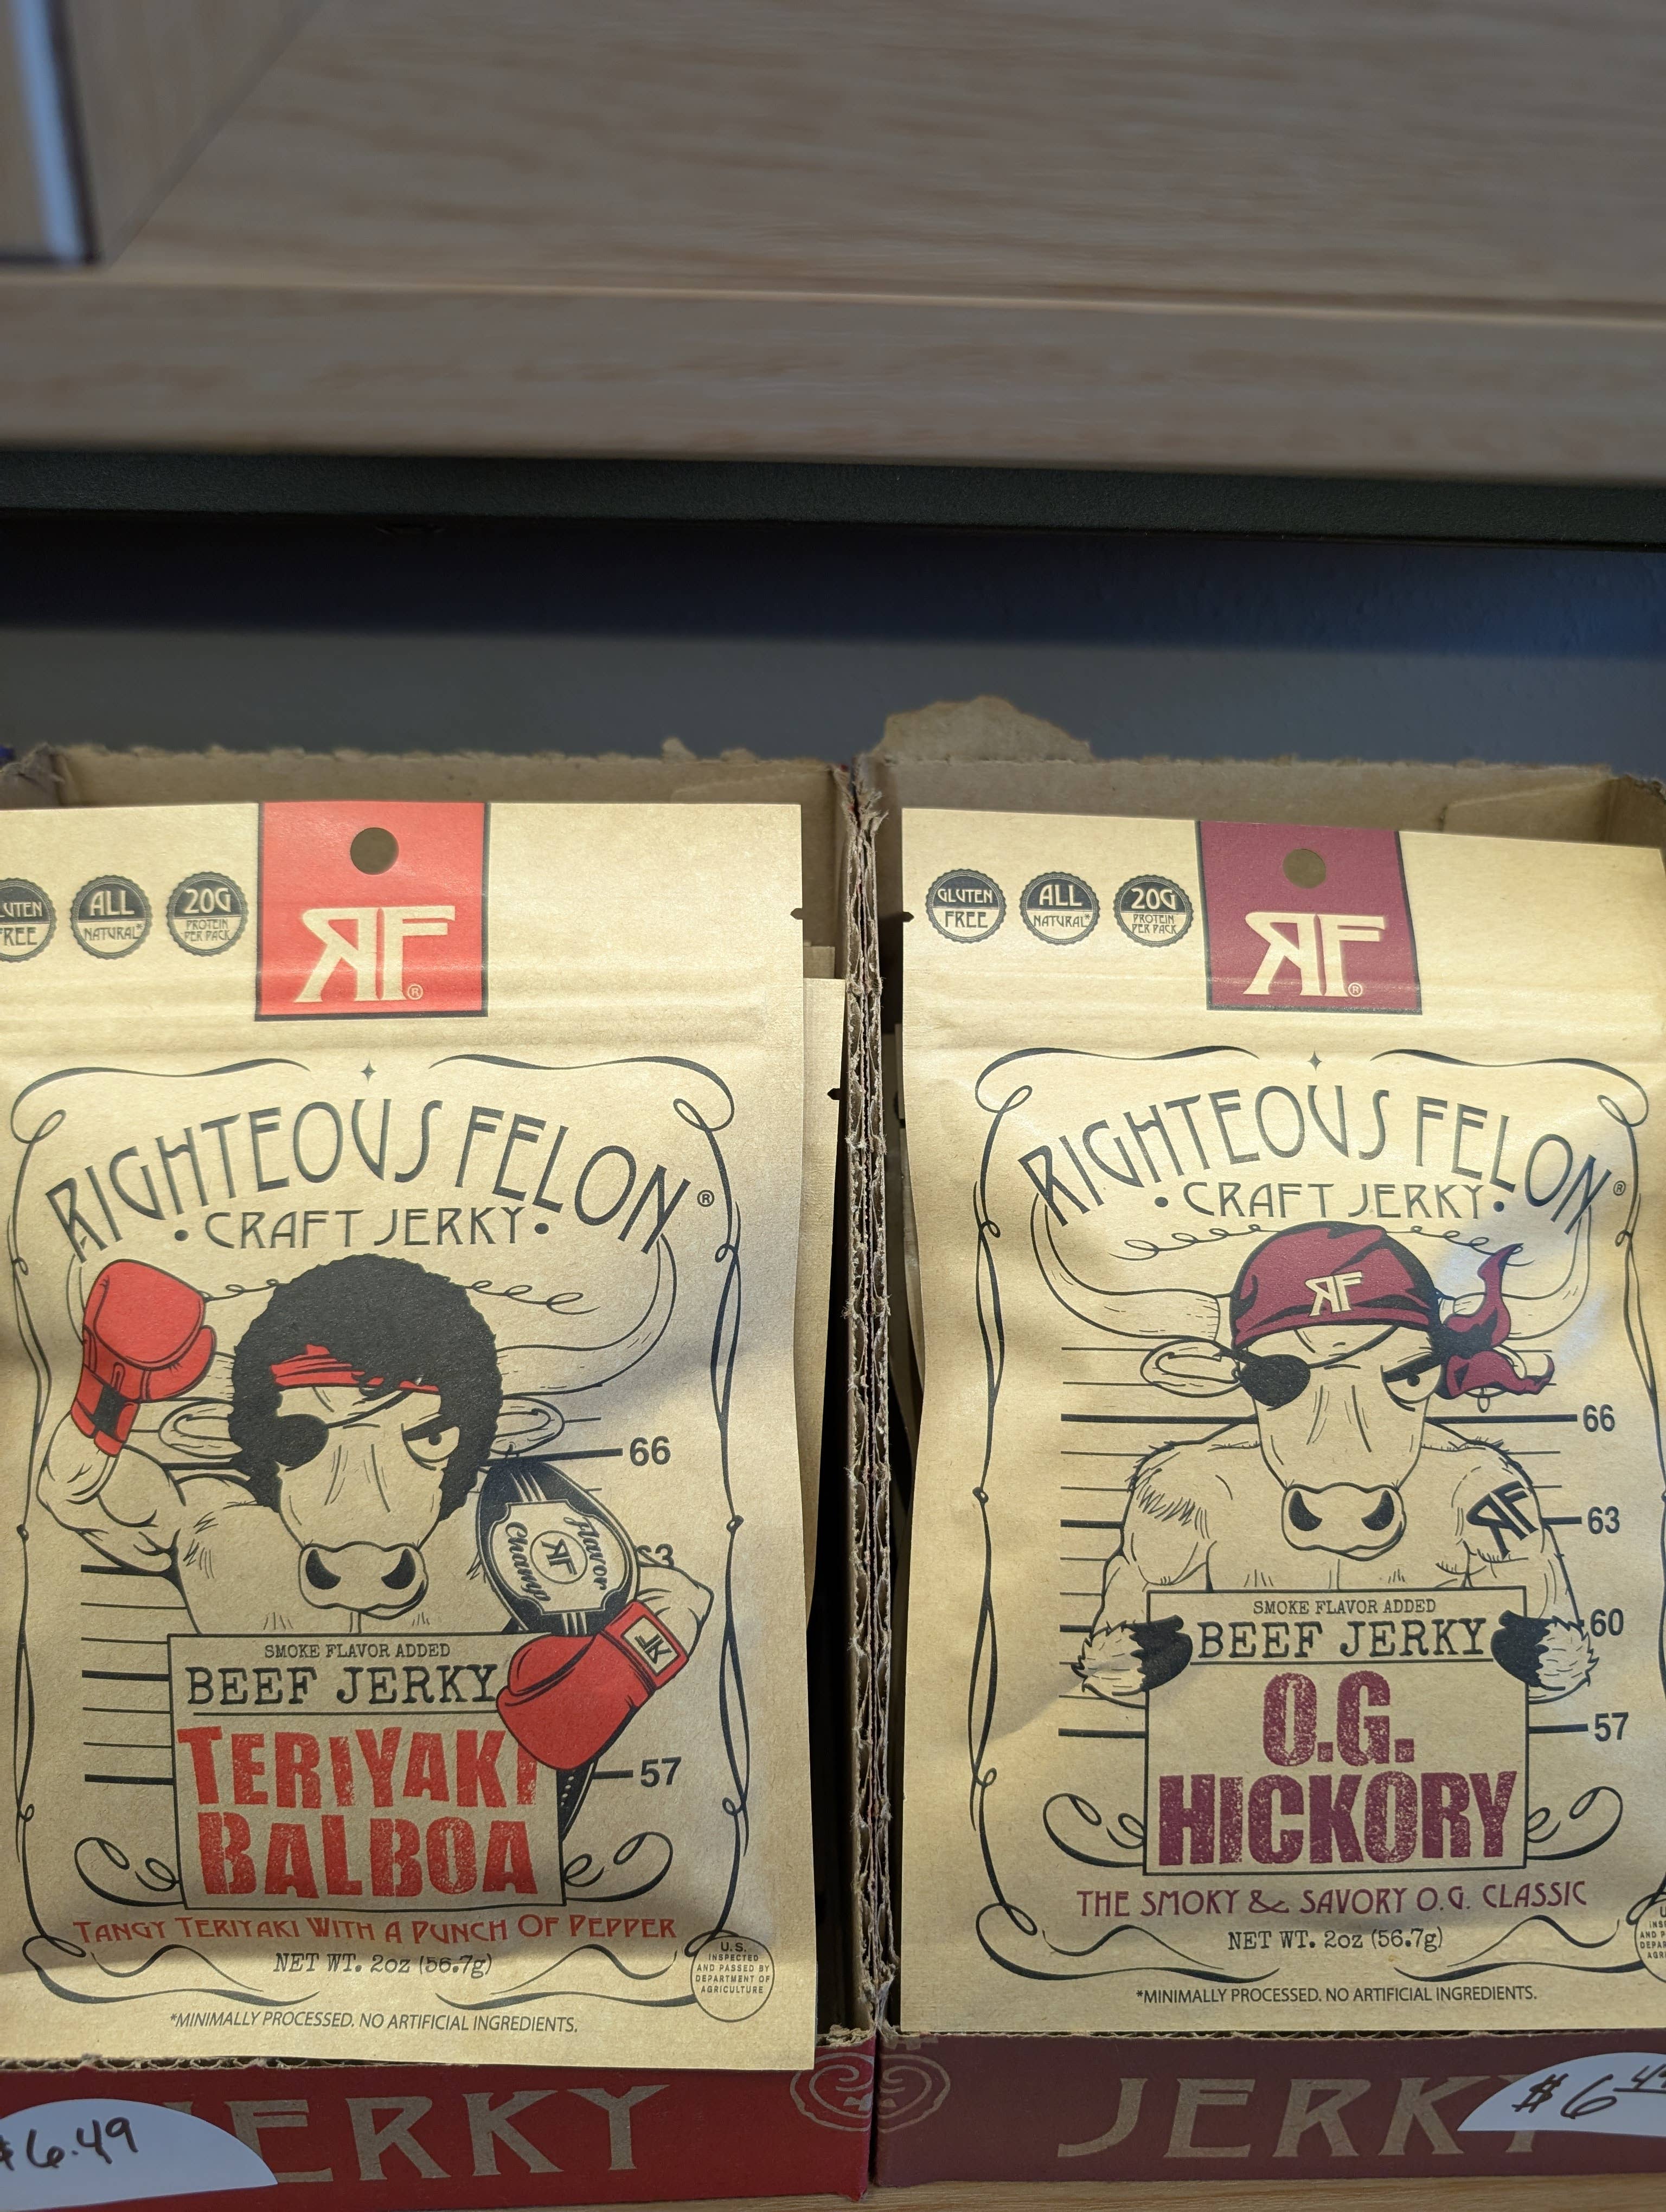 ALL
NATURAL*
20G
PROTEIN
PER PACK
RF®
RIGHTEOUS FELON®
• CRAFT JERKY •
66
Flavor
RF
Champ
63
RF
SMOKE FLAVOR ADDED
BEEF JERKY
TERIYAKI
BALBOA
57
TANGY TERIYAKI WITH A PUNCH OF PEPPER
NET WT. 2oz (56.7g)
U.S.
INSPECTED
AND PASSED BY
DEPARTMENT OF
AGRICULTURE
*MINIMALLY PROCESSED. NO ARTIFICIAL INGREDIENTS.
JERKY
$6.49
GLUTEN
FREE
ALL
NATURAL*
20G
PROTEIN
PER PACK
RF®
RIGHTEOUS FELON®
• CRAFT JERKY •
RF
66
RF
63
60
57
SMOKE FLAVOR ADDED
BEEF JERKY
O.G.
HICKORY
THE SMOKY & SAVORY O.G. CLASSIC
NET WT. 2oz (56.7g)
*MINIMALLY PROCESSED. NO ARTIFICIAL INGREDIENTS.
JERKY